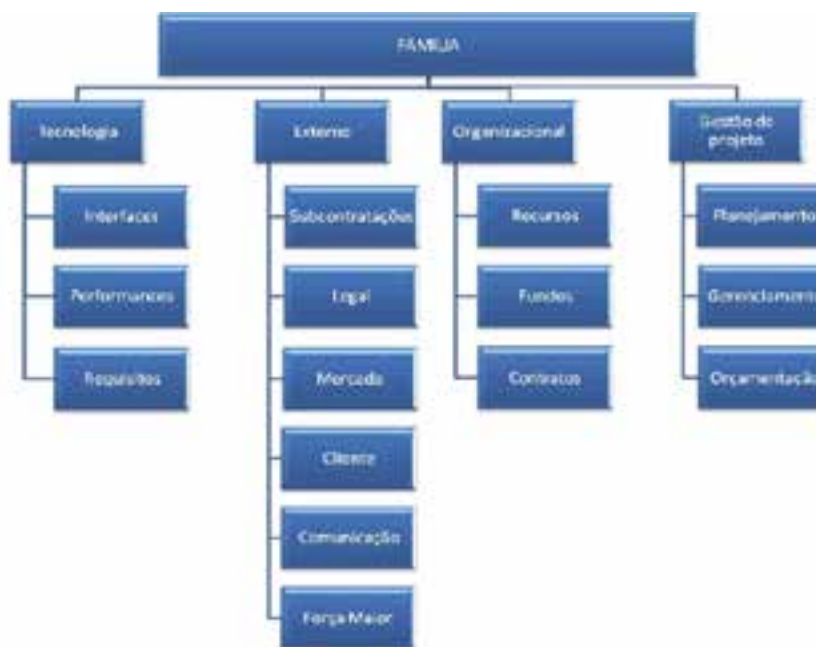 FAMILIA
Tecnologia
Externo
Organizacional
Gestão de
projeto
Interfaces
Performances
Requisitos
Subcontratações
Legal
Mercado
Cliente
Comunicação
Força Maior
Recursos
Fundos
Contratos
Planejamento
Gerenciamento
Orçamentação